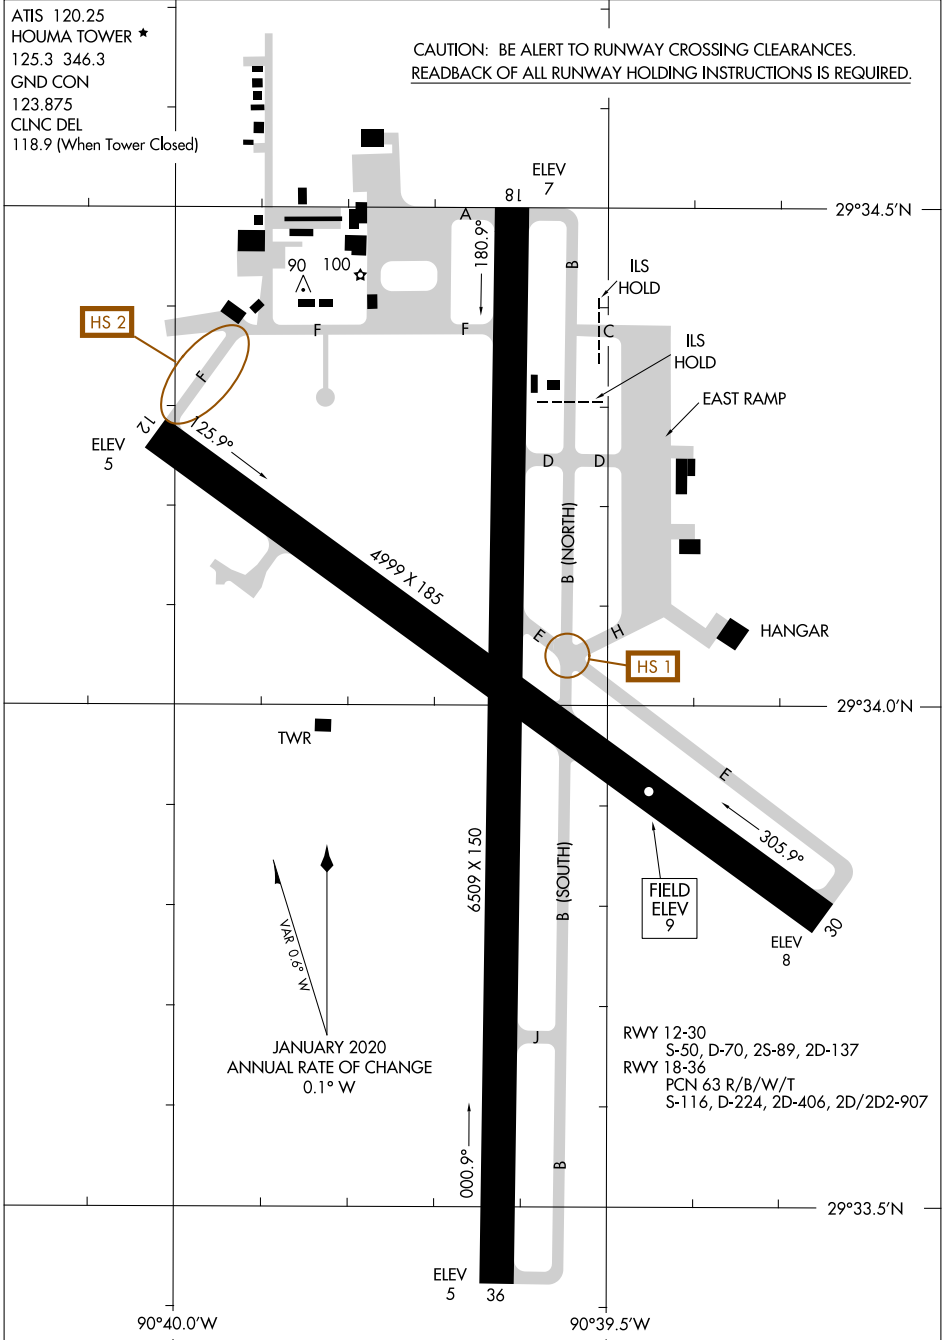 ATIS 120.25
HOUMA TOWER ★
125.3 346.3
GND CON
123.875
CLNC DEL
118.9 (When Tower Closed)
CAUTION: BE ALERT TO RUNWAY CROSSING CLEARANCES.
READBACK OF ALL RUNWAY HOLDING INSTRUCTIONS IS REQUIRED.
ELEV
7
18
29°34.5'N
A
180.9°
B
ILS
HOLD
90
100
HS 2
F
F
C
ILS
HOLD
F
EAST RAMP
12
125.9°
ELEV
5
D
D
B (NORTH)
4999 X 185
E
H
HANGAR
HS 1
29°34.0'N
TWR
E
305.9°
6509 X 150
B (SOUTH)
FIELD
ELEV
9
30
ELEV
8
VAR 0.6° W
JANUARY 2020
ANNUAL RATE OF CHANGE
0.1° W
J
RWY 12-30
S-50, D-70, 2S-89, 2D-137
RWY 18-36
PCN 63 R/B/W/T
S-116, D-224, 2D-406, 2D/2D2-907
000.9°
B
29°33.5'N
ELEV
5
36
90°40.0'W
90°39.5'W